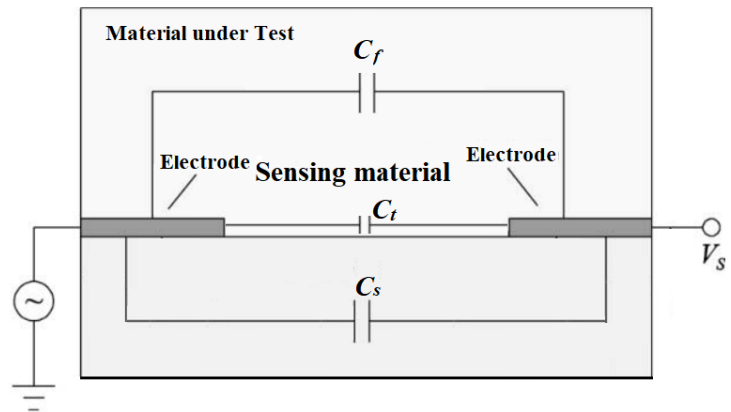 Material under Test
Cf
Electrode
Sensing material
Electrode
Ct
Vs
Cs
~